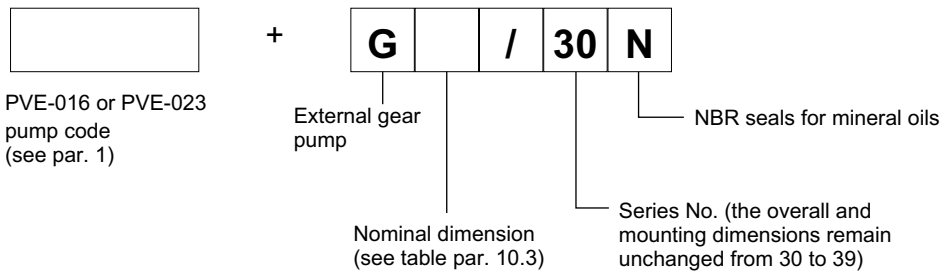 +
G / 30 N
PVE-016 or PVE-023
pump code
(see par. 1)
External gear
pump
NBR seals for mineral oils
Nominal dimension
(see table par. 10.3)
Series No. (the overall and
mounting dimensions remain
unchanged from 30 to 39)